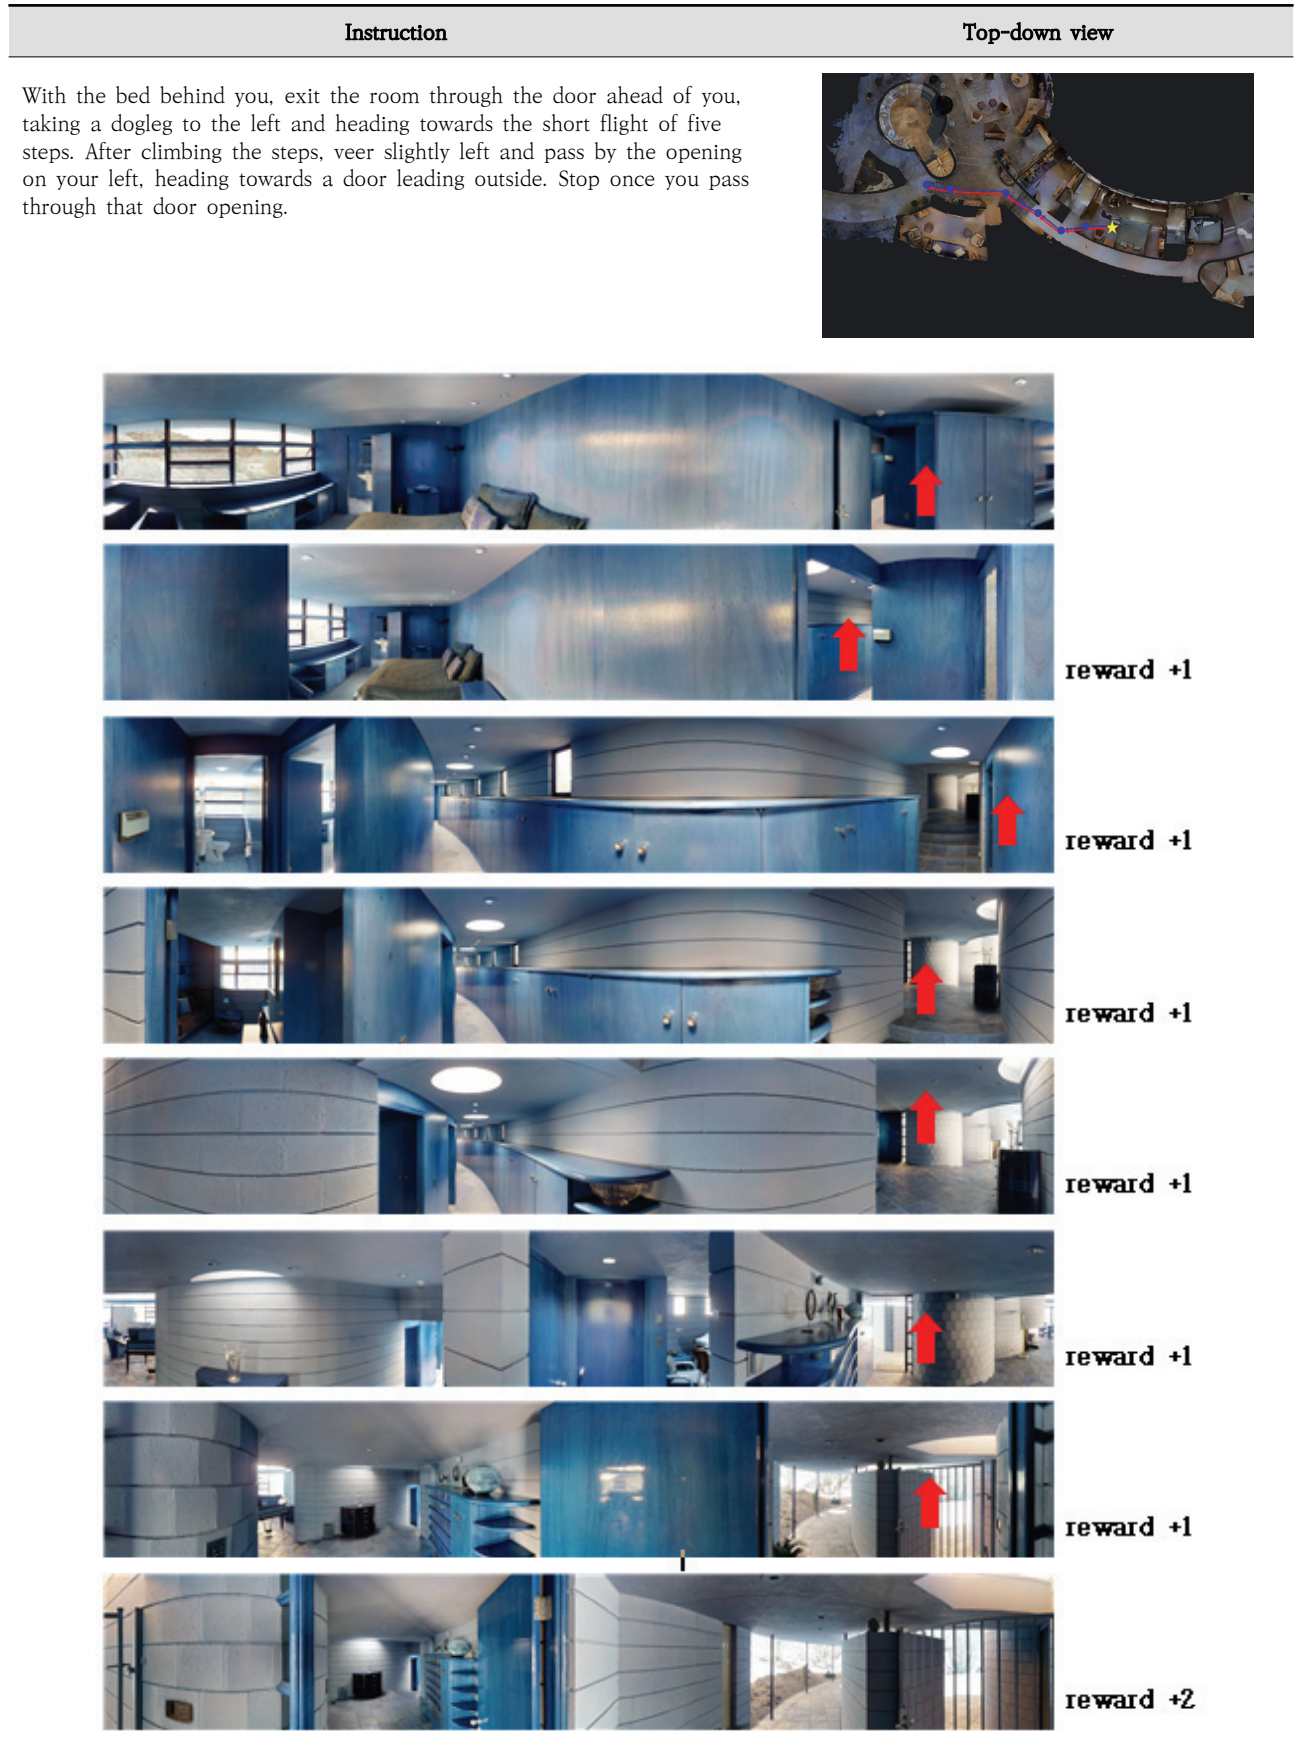 Instruction
Top-down view
With the bed behind you, exit the room through the door ahead of you,
taking a dogleg to the left and heading towards the short flight of five
steps. After climbing the steps, veer slightly left and pass by the opening
on your left, heading towards a door leading outside. Stop once you pass
through that door opening.
reward +1
reward +1
reward +1
reward +1
reward +1
reward +1
reward +2